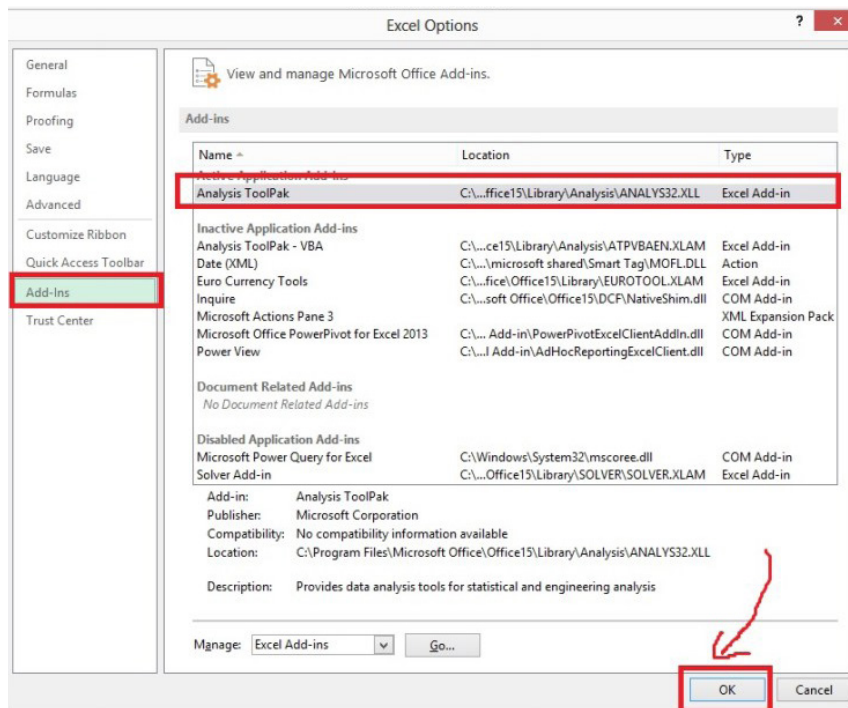 Excel Options
?
×
General
Formulas
Proofing
Save
Language
Advanced
Customize Ribbon
Quick Access Toolbar
Add-Ins
Trust Center
View and manage Microsoft Office Add-ins.
Add-ins
Name Location Type
Active Application Add-ins
Analysis ToolPak C:\...ffice15\Library\Analysis\ANALYS32.XLL Excel Add-in
Inactive Application Add-ins
Analysis ToolPak - VBA C:\...ce15\Library\Analysis\ATPVBAEN.XLAM Excel Add-in
Date (XML) C:\...\microsoft shared\Smart Tag\MOFL.DLL Action
Euro Currency Tools C:\...fice\Office15\Library\EUROTOOL.XLAM Excel Add-in
Inquire C:\...soft Office\Office15\DCF\NativeShim.dll COM Add-in
Microsoft Actions Pane 3 XML Expansion Pack
Microsoft Office PowerPivot for Excel 2013 C:\... Add-in\PowerPivotExcelClientAddIn.dll COM Add-in
Power View C:\...l Add-in\AdHocReportingExcelClient.dll COM Add-in
Document Related Add-ins
No Document Related Add-ins
Disabled Application Add-ins
Microsoft Power Query for Excel C:\Windows\System32\mscoree.dll COM Add-in
Solver Add-in C:\...Office15\Library\SOLVER\SOLVER.XLAM Excel Add-in
Add-in: Analysis ToolPak
Publisher: Microsoft Corporation
Compatibility: No compatibility information available
Location: C:\Program Files\Microsoft Office\Office15\Library\Analysis\ANALYS32.XLL
Description: Provides data analysis tools for statistical and engineering analysis
Manage: Excel Add-ins Go...
OK Cancel